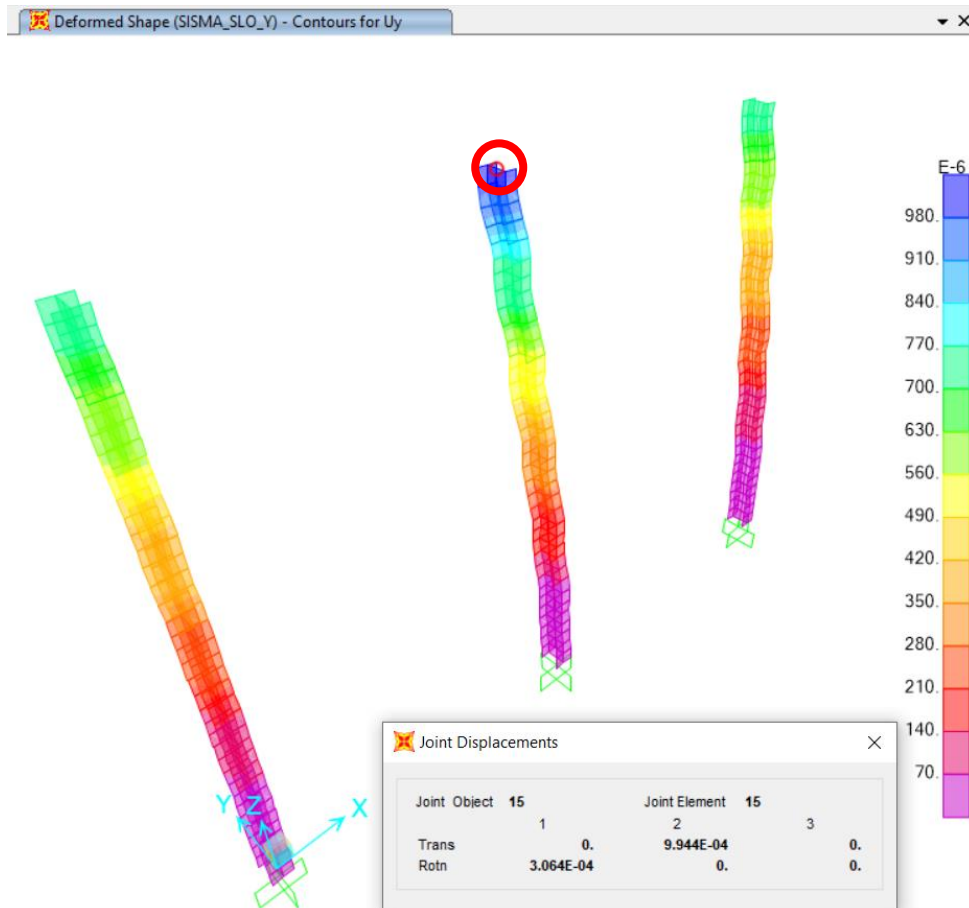 Deformed Shape (SISMA_SLO_Y) - Contours for Uy
E-6
980.
910.
840.
770.
700.
630.
560.
490.
420.
350.
280.
210.
140.
70.
Y Z X
Joint Displacements
Joint Object 15 Joint Element 15
1 2 3
Trans 0. 9.944E-04 0.
Rotn 3.064E-04 0. 0.